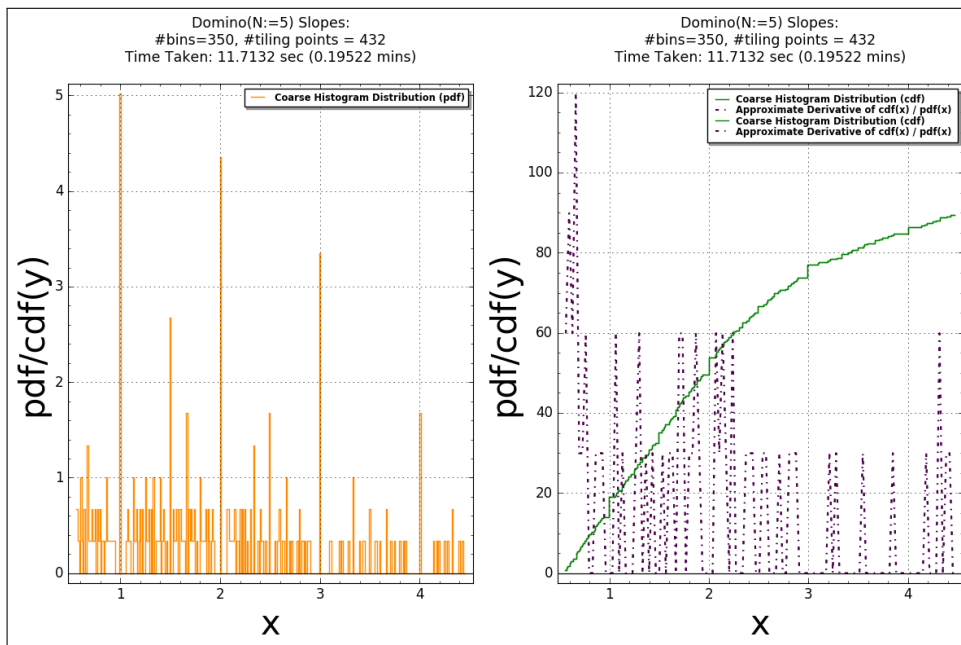 Domino(N:=5) Slopes:
#bins=350, #tiling points = 432
Time Taken: 11.7132 sec (0.19522 mins)
Coarse Histogram Distribution (pdf)
pdf/cdf(y)
5
4
3
2
1
0
1 2 3 4
x
Domino(N:=5) Slopes:
#bins=350, #tiling points = 432
Time Taken: 11.7132 sec (0.19522 mins)
Coarse Histogram Distribution (cdf)
Approximate Derivative of cdf(x) / pdf(x)
Coarse Histogram Distribution (cdf)
Approximate Derivative of cdf(x) / pdf(x)
pdf/cdf(y)
120
100
80
60
40
20
0
1 2 3 4
x